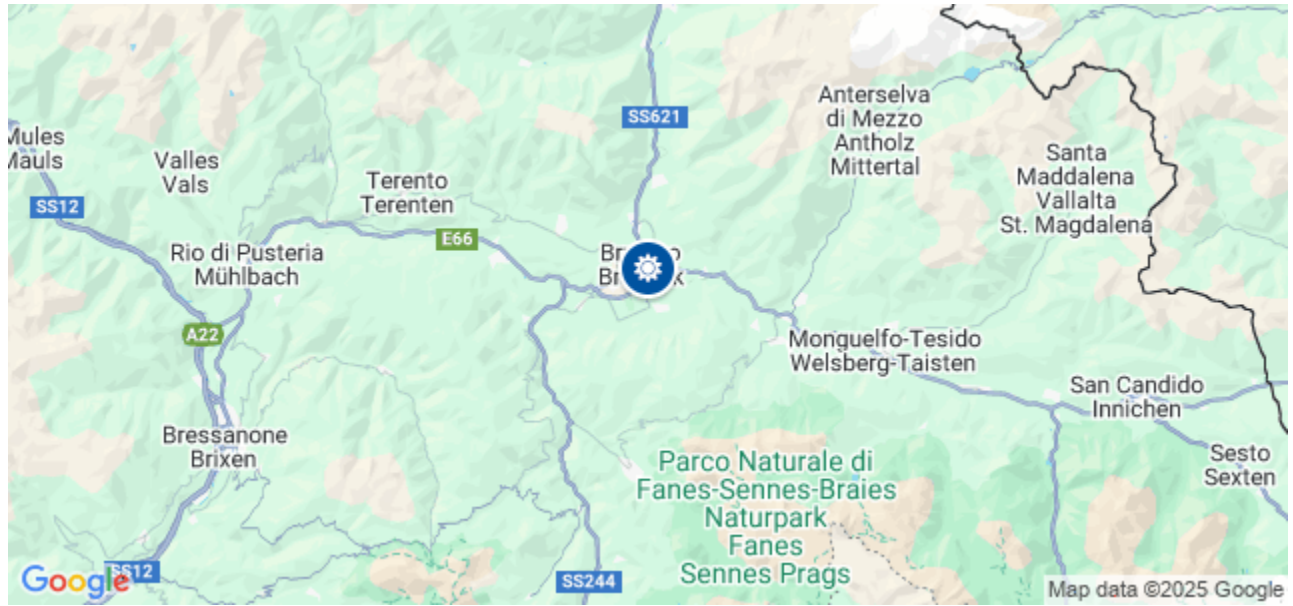 Mules
Mauls
Valles
Vals
SS12
SS621
Anterselva
di Mezzo
Antholz
Mittertal
Santa
Maddalena
Vallalta
St. Magdalena
Terento
Terenten
E66
Rio di Pusteria
Mühlbach
A22
Monguelfo-Tesido
Welsberg-Taisten
San Candido
Innichen
Bressanone
Brixen
Sesto
Sexten
Parco Naturale di
Fanes-Sennes-Braies
Naturpark
Fanes
Sennes Prags
SS12
SS244
Google
Map data ©2025 Google